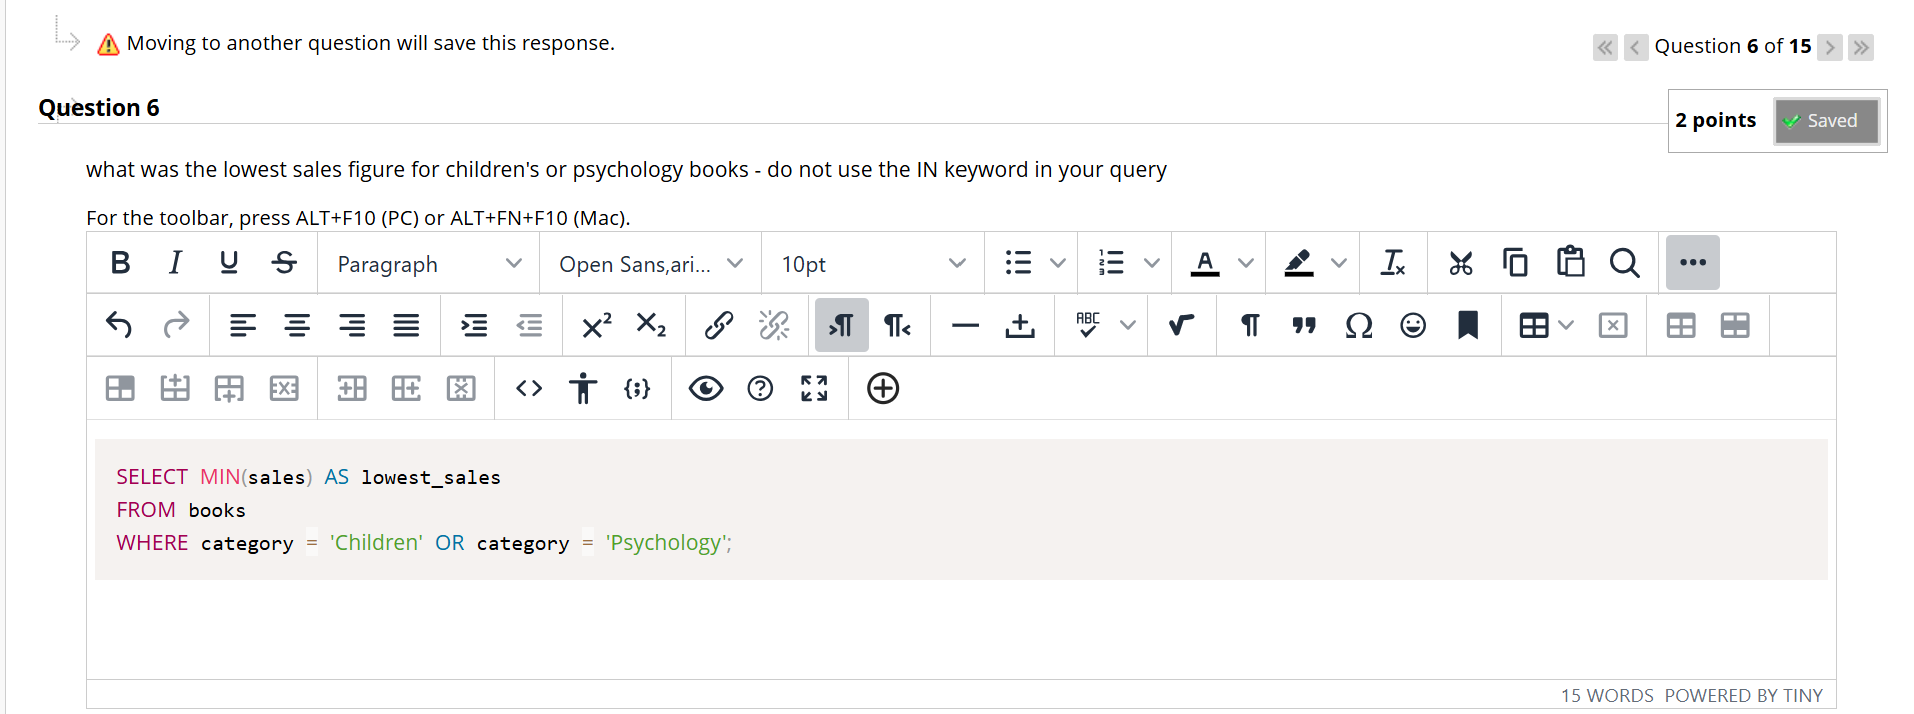 Moving to another question will save this response.
Question 6 of 15
Question 6
2 points
Saved
what was the lowest sales figure for children's or psychology books - do not use the IN keyword in your query
For the toolbar, press ALT+F10 (PC) or ALT+FN+F10 (Mac).
B I U S Paragraph Open Sans,ari... 10pt
SELECT MIN(sales) AS lowest_sales
FROM books
WHERE category = 'Children' OR category = 'Psychology';
15 WORDS POWERED BY TINY